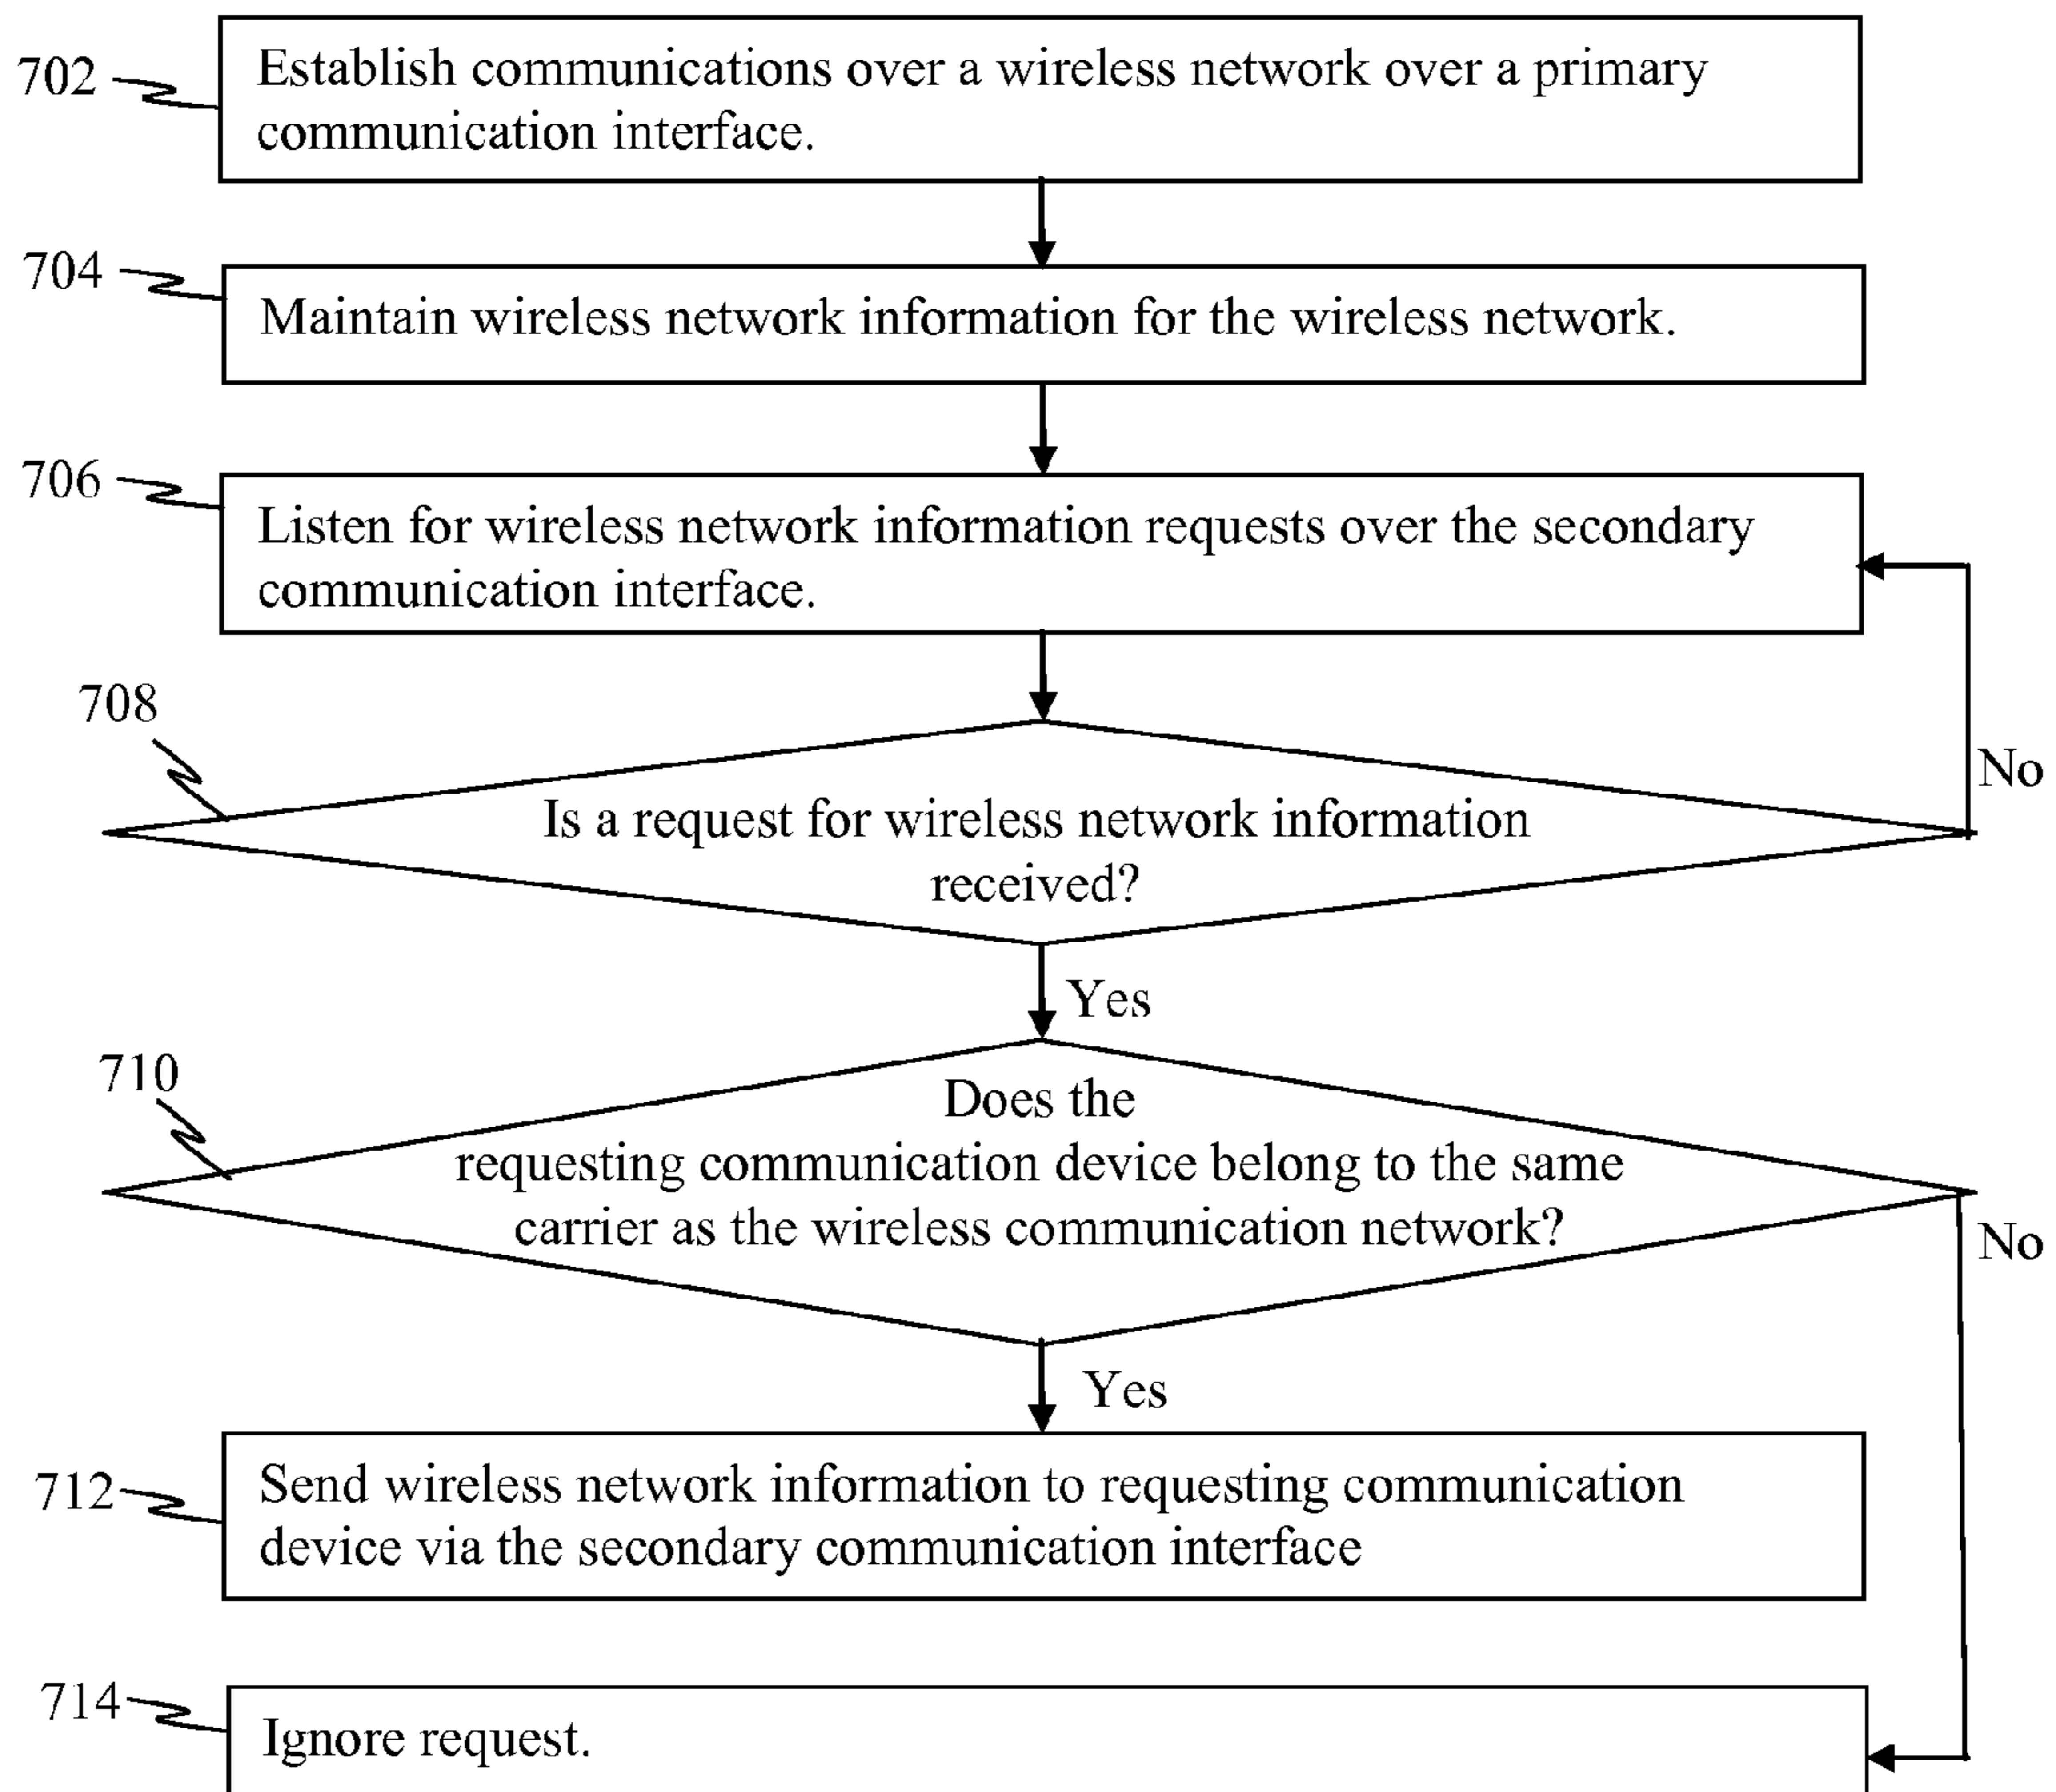 702
Establish communications over a wireless network over a primary
communication interface.
704
Maintain wireless network information for the wireless network.
706
Listen for wireless network information requests over the secondary
communication interface.
708
No
Is a request for wireless network information
received?
Yes
710
Does the
requesting communication device belong to the same
carrier as the wireless communication network?
No
Yes
712
Send wireless network information to requesting communication
device via the secondary communication interface
714
Ignore request.